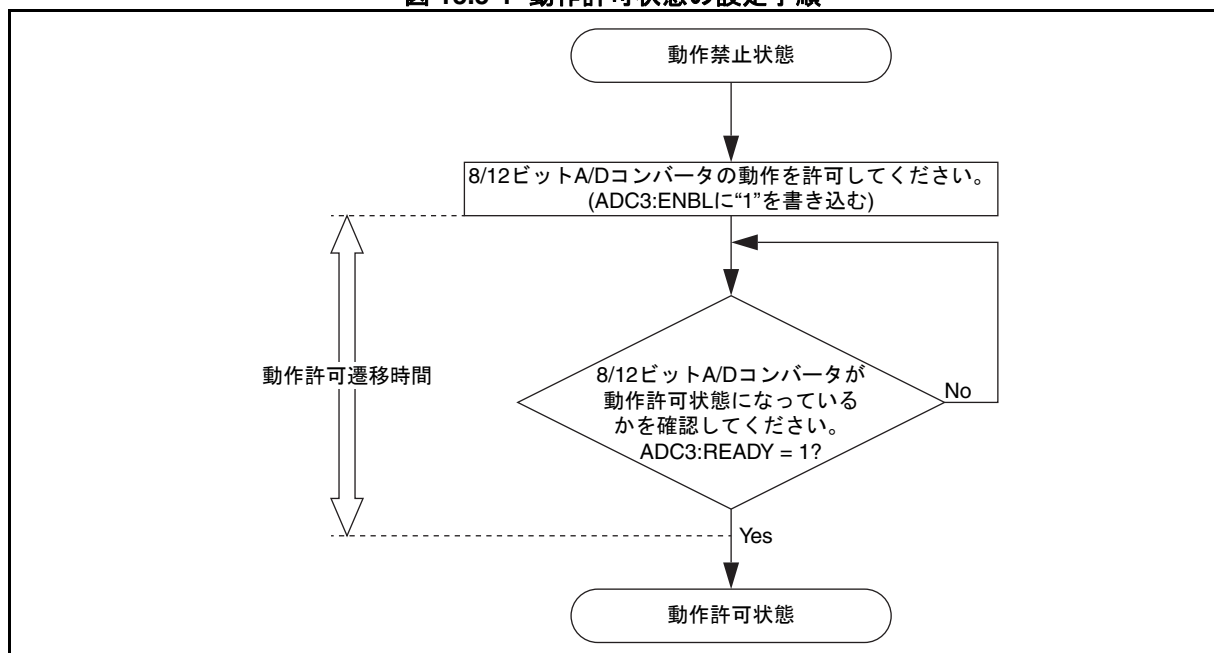 動作禁止状態
8/12ビットA/Dコンバータの動作を許可してください。
(ADC3:ENBLに“1”を書き込む)
動作許可遷移時間
8/12ビットA/Dコンバータが
動作許可状態になっている
かを確認してください。
ADC3:READY = 1?
No
Yes
動作許可状態